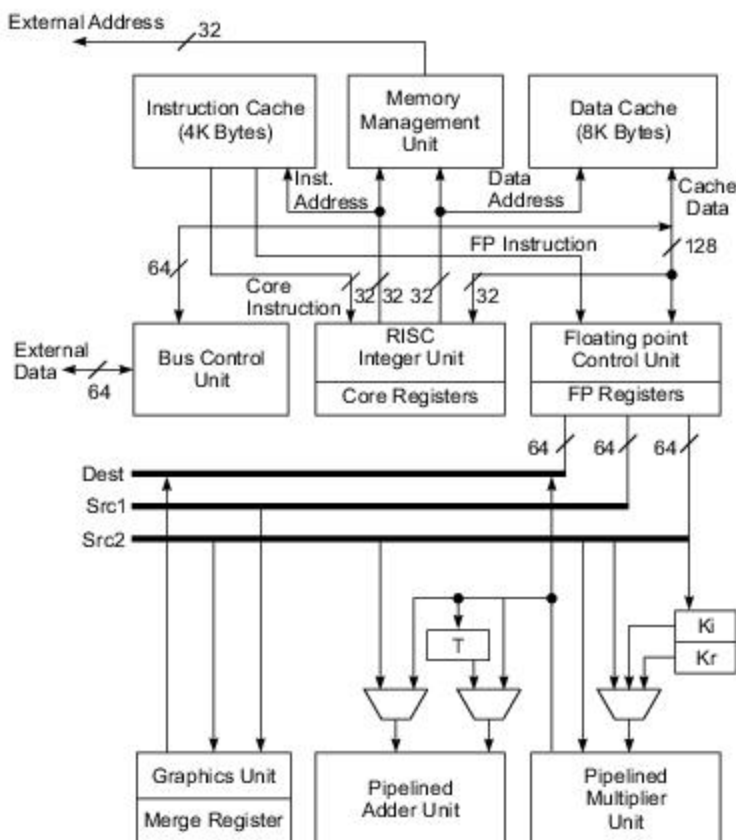 External Address
32
Instruction Cache
(4K Bytes)
Memory
Management
Unit
Data Cache
(8K Bytes)
Inst.
Address
Data
Address
Cache
Data
FP Instruction
128
64
Core
Instruction
32
32
32
32
External
Data
64
Bus Control
Unit
RISC
Integer Unit
Core Registers
Floating point
Control Unit
FP Registers
64
64
64
Dest
Src1
Src2
T
Ki
Kr
Graphics Unit
Merge Register
Pipelined
Adder Unit
Pipelined
Multiplier
Unit